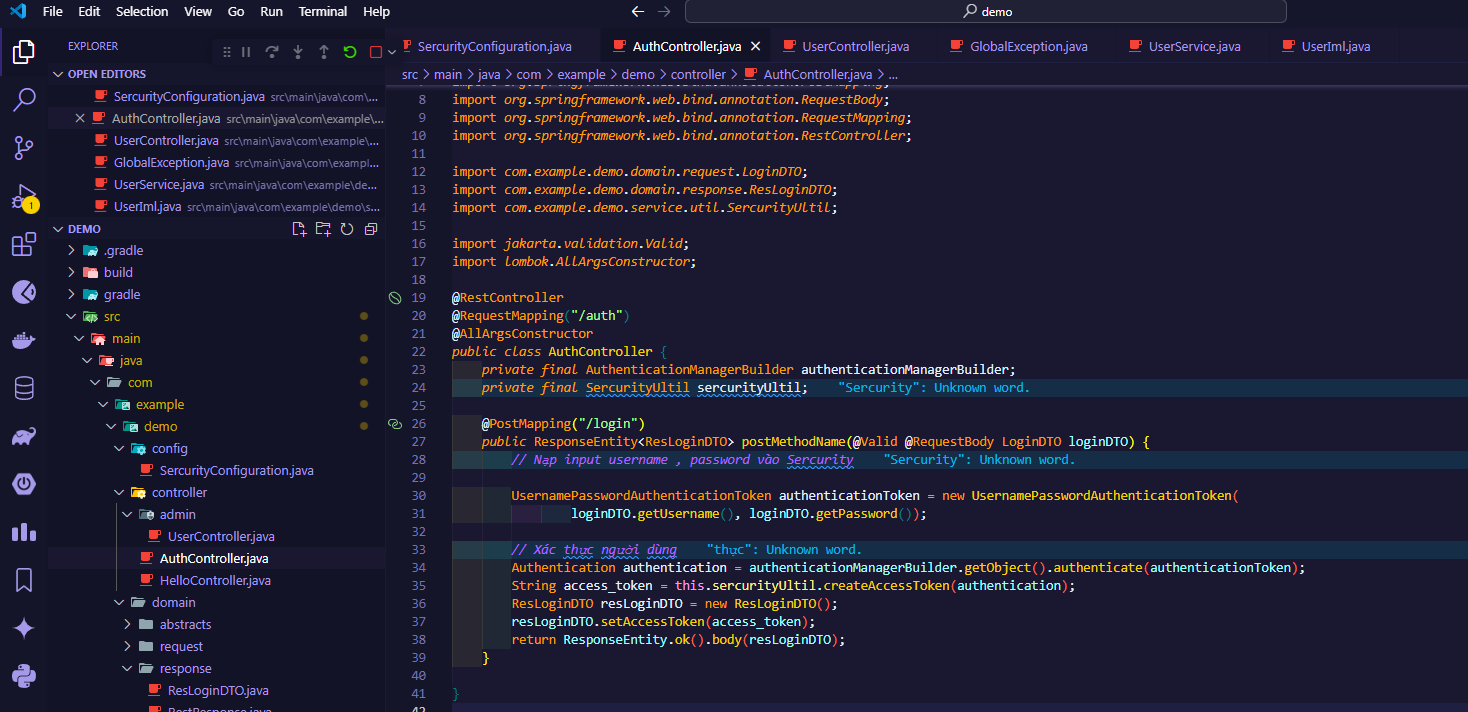 File Edit Selection View Go Run Terminal Help
demo
EXPLORER
OPEN EDITORS
SercurityConfiguration.java src\main\java\com\...
AuthController.java src\main\java\com\example\...
UserController.java src\main\java\com\example\...
GlobalException.java src\main\java\com\exampl...
UserService.java src\main\java\com\example\de...
UserIml.java src\main\java\com\example\demo\s...
DEMO
.gradle
build
gradle
src
main
java
com
example
demo
config
SercurityConfiguration.java
controller
admin
UserController.java
AuthController.java
HelloController.java
domain
abstracts
request
response
ResLoginDTO.java
RestResponse.java
1
SercurityConfiguration.java
AuthController.java
UserController.java
GlobalException.java
UserService.java
UserIml.java
src > main > java > com > example > demo > controller > AuthController.java > ...
8 import org.springframework.web.bind.annotation.RequestBody;
9 import org.springframework.web.bind.annotation.RequestMapping;
10 import org.springframework.web.bind.annotation.RestController;
11
12 import com.example.demo.domain.request.LoginDTO;
13 import com.example.demo.domain.response.ResLoginDTO;
14 import com.example.demo.service.util.SercurityUltil;
15
16 import jakarta.validation.Valid;
17 import lombok.AllArgsConstructor;
18
19 @RestController
20 @RequestMapping("/auth")
21 @AllArgsConstructor
22 public class AuthController {
23 private final AuthenticationManagerBuilder authenticationManagerBuilder;
24 private final SercurityUltil sercurityUltil; "Sercurity": Unknown word.
25
26 @PostMapping("/login")
27 public ResponseEntity<ResLoginDTO> postMethodName(@Valid @RequestBody LoginDTO loginDTO) {
28 // Nạp input username , password vào Sercurity "Sercurity": Unknown word.
29
30 UsernamePasswordAuthenticationToken authenticationToken = new UsernamePasswordAuthenticationToken(
31 loginDTO.getUsername(), loginDTO.getPassword());
32
33 // Xác thực người dùng "thực": Unknown word.
34 Authentication authentication = authenticationManagerBuilder.getObject().authenticate(authenticationToken);
35 String access_token = this.sercurityUltil.createAccessToken(authentication);
36 ResLoginDTO resLoginDTO = new ResLoginDTO();
37 resLoginDTO.setAccessToken(access_token);
38 return ResponseEntity.ok().body(resLoginDTO);
39 }
40
41 }
42